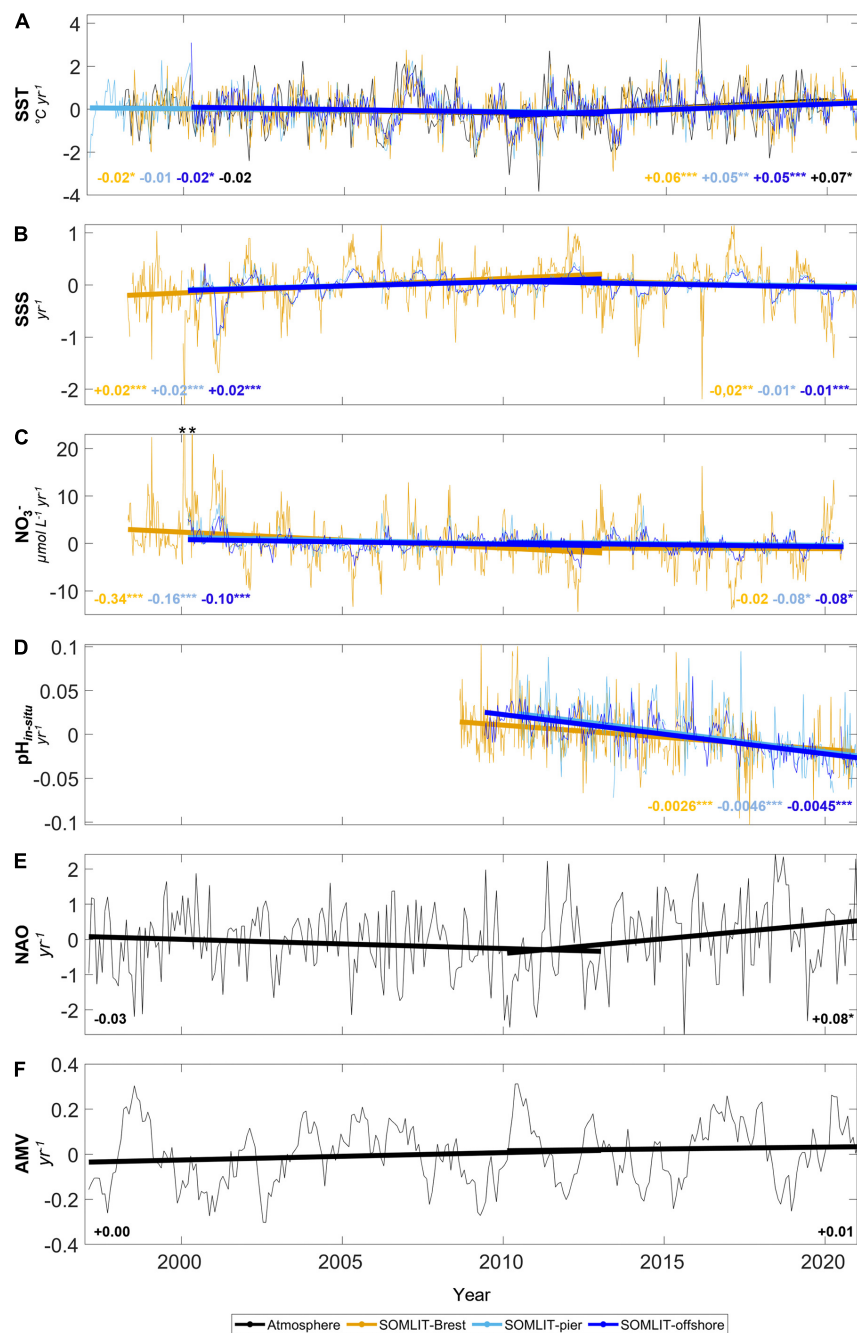 A
SST
°C yr-1
4
2
0
-2
-4
-0.02* -0.01 -0.02* -0.02
+0.06*** +0.05** +0.05*** +0.07*
B
SSS
yr-1
1
0
-1
-2
+0.02*** +0.02*** +0.02***
-0,02** -0.01* -0.01***
C
NO3-
μmol L-1 yr-1
**
20
10
0
-10
-0.34*** -0.16*** -0.10***
-0.02 -0.08* -0.08*
D
pHin-situ
yr-1
0.1
0.05
0
-0.05
-0.1
-0.0026*** -0.0046*** -0.0045***
E
NAO
yr-1
2
1
0
-1
-2
-0.03
+0.08*
F
AMV
yr-1
0.4
0.2
0
-0.2
-0.4
+0.00
+0.01
2000 2005 2010 2015 2020
Year
Atmosphere SOMLIT-Brest SOMLIT-pier SOMLIT-offshore